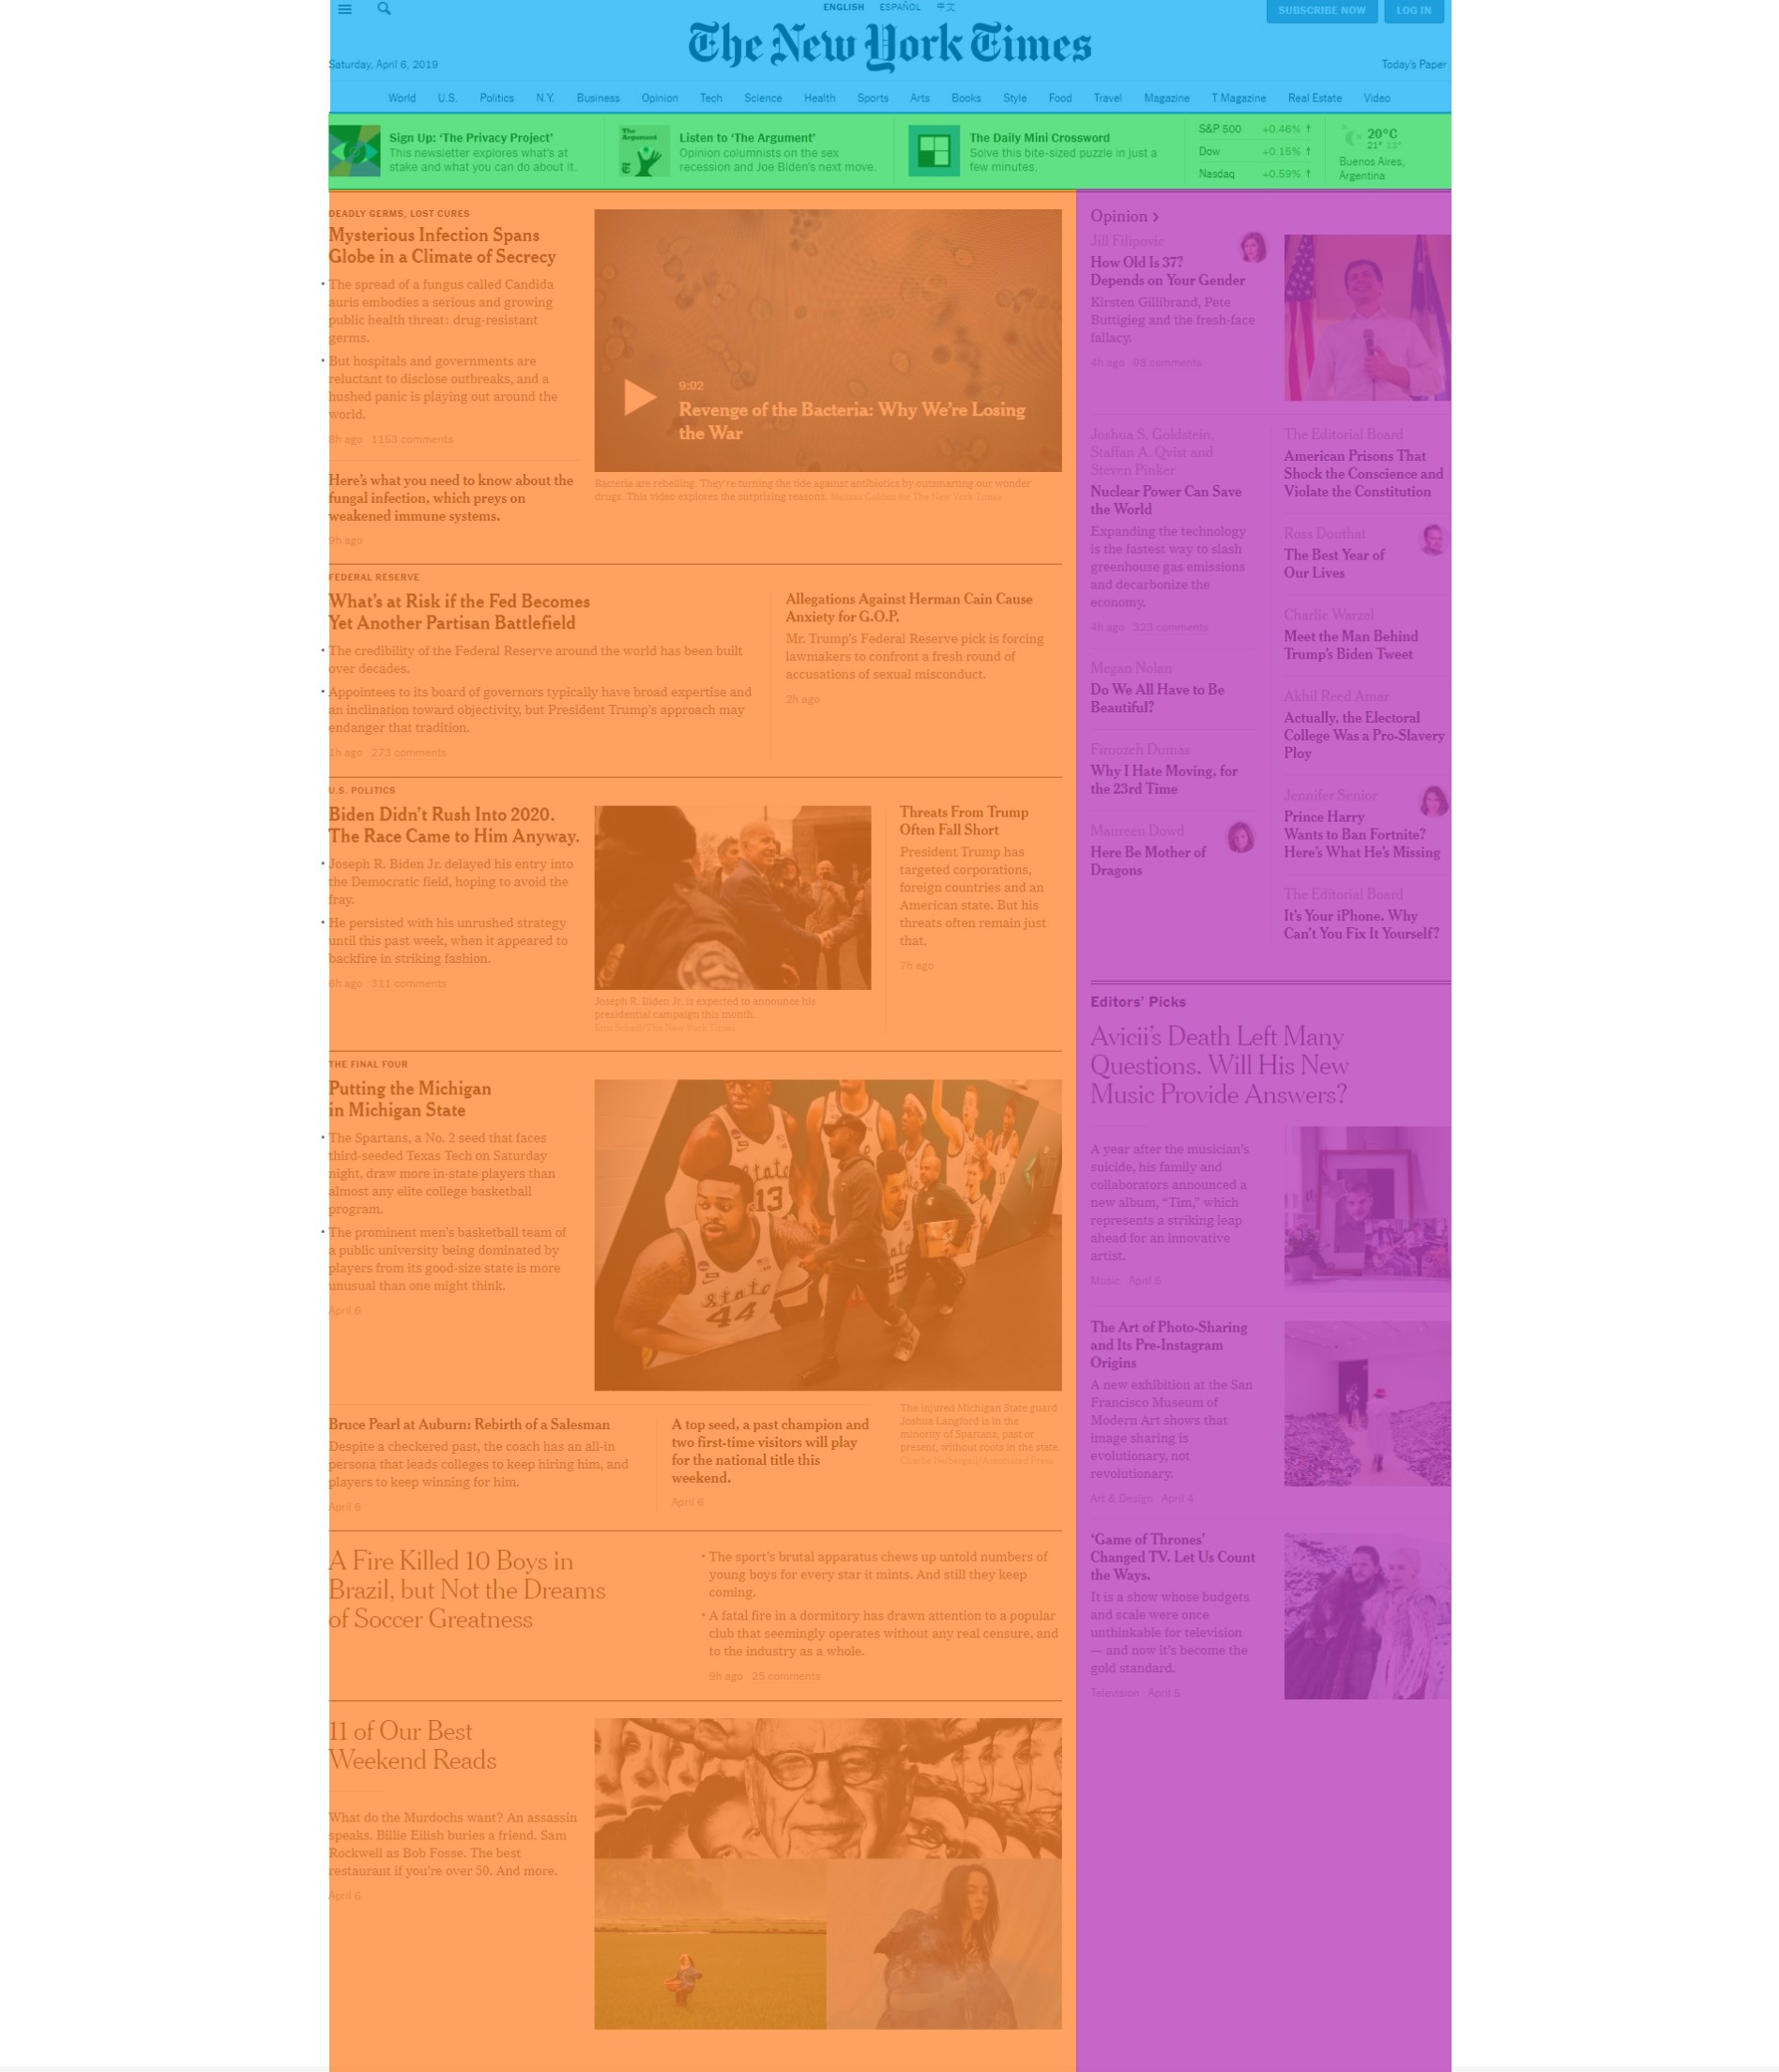 ENGLISH ESPAÑOL 中文
SUBSCRIBE NOW LOG IN
The New York Times
Saturday, April 6, 2019
Today's Paper
World U.S. Politics N.Y. Business Opinion Tech Science Health Sports Arts Books Style Food Travel Magazine T Magazine Real Estate Video
Sign Up: ‘The Privacy Project’
This newsletter explores what's at
stake and what you can do about it.
The
Argument
Listen to ‘The Argument’
Opinion columnists on the sex
recession and Joe Biden's next move.
The Daily Mini Crossword
Solve this bite-sized puzzle in just a
few minutes.
S&P 500 +0.46% ↑
Dow +0.15% ↑
Nasdaq +0.59% ↑
20°C
21° 13°
Buenos Aires,
Argentina
DEADLY GERMS, LOST CURES
Mysterious Infection Spans
Globe in a Climate of Secrecy
• The spread of a fungus called Candida
auris embodies a serious and growing
public health threat: drug-resistant
germs.
• But hospitals and governments are
reluctant to disclose outbreaks, and a
hushed panic is playing out around the
world.
8h ago 1153 comments
Here's what you need to know about the
fungal infection, which preys on
weakened immune systems.
9h ago
9:02
Revenge of the Bacteria: Why We're Losing
the War
Bacteria are rebelling. They're turning the tide against antibiotics by outsmarting our wonder
drugs. This video explores the surprising reasons. Melissa Golden for The New York Times
FEDERAL RESERVE
What's at Risk if the Fed Becomes
Yet Another Partisan Battlefield
• The credibility of the Federal Reserve around the world has been built
over decades.
• Appointees to its board of governors typically have broad expertise and
an inclination toward objectivity, but President Trump's approach may
endanger that tradition.
1h ago 273 comments
Allegations Against Herman Cain Cause
Anxiety for G.O.P.
Mr. Trump's Federal Reserve pick is forcing
lawmakers to confront a fresh round of
accusations of sexual misconduct.
2h ago
U.S. POLITICS
Biden Didn't Rush Into 2020.
The Race Came to Him Anyway.
• Joseph R. Biden Jr. delayed his entry into
the Democratic field, hoping to avoid the
fray.
• He persisted with his unrushed strategy
until this past week, when it appeared to
backfire in striking fashion.
6h ago 311 comments
Joseph R. Biden Jr. is expected to announce his
presidential campaign this month.
Erin Schaff/The New York Times
Threats From Trump
Often Fall Short
President Trump has
targeted corporations,
foreign countries and an
American state. But his
threats often remain just
that.
7h ago
THE FINAL FOUR
Putting the Michigan
in Michigan State
• The Spartans, a No. 2 seed that faces
third-seeded Texas Tech on Saturday
night, draw more in-state players than
almost any elite college basketball
program.
• The prominent men's basketball team of
a public university being dominated by
players from its good-size state is more
unusual than one might think.
April 6
State
13
State
44
25
Bruce Pearl at Auburn: Rebirth of a Salesman
Despite a checkered past, the coach has an all-in
persona that leads colleges to keep hiring him, and
players to keep winning for him.
April 6
A top seed, a past champion and
two first-time visitors will play
for the national title this
weekend.
April 6
The injured Michigan State guard
Joshua Langford is in the
minority of Spartans, past or
present, without roots in the state.
Charlie Neibergall/Associated Press
A Fire Killed 10 Boys in
Brazil, but Not the Dreams
of Soccer Greatness
• The sport's brutal apparatus chews up untold numbers of
young boys for every star it mints. And still they keep
coming.
• A fatal fire in a dormitory has drawn attention to a popular
club that seemingly operates without any real censure, and
to the industry as a whole.
9h ago 25 comments
11 of Our Best
Weekend Reads
What do the Murdochs want? An assassin
speaks. Billie Eilish buries a friend. Sam
Rockwell as Bob Fosse. The best
restaurant if you're over 50. And more.
April 6
Opinion ›
Jill Filipovic
How Old Is 37?
Depends on Your Gender
Kirsten Gillibrand, Pete
Buttigieg and the fresh-face
fallacy.
4h ago 98 comments
Joshua S. Goldstein,
Staffan A. Qvist and
Steven Pinker
Nuclear Power Can Save
the World
Expanding the technology
is the fastest way to slash
greenhouse gas emissions
and decarbonize the
economy.
4h ago 323 comments
Megan Nolan
Do We All Have to Be
Beautiful?
Firoozeh Dumas
Why I Hate Moving, for
the 23rd Time
Maureen Dowd
Here Be Mother of
Dragons
The Editorial Board
American Prisons That
Shock the Conscience and
Violate the Constitution
Ross Douthat
The Best Year of
Our Lives
Charlie Warzel
Meet the Man Behind
Trump's Biden Tweet
Akhil Reed Amar
Actually, the Electoral
College Was a Pro-Slavery
Ploy
Jennifer Senior
Prince Harry
Wants to Ban Fortnite?
Here's What He's Missing
The Editorial Board
It's Your iPhone. Why
Can't You Fix It Yourself?
Editors' Picks
Avicii's Death Left Many
Questions. Will His New
Music Provide Answers?
A year after the musician's
suicide, his family and
collaborators announced a
new album, “Tim,” which
represents a striking leap
ahead for an innovative
artist.
Music April 5
The Art of Photo-Sharing
and Its Pre-Instagram
Origins
A new exhibition at the San
Francisco Museum of
Modern Art shows that
image sharing is
evolutionary, not
revolutionary.
Art & Design April 4
‘Game of Thrones’
Changed TV. Let Us Count
the Ways.
It is a show whose budgets
and scale were once
unthinkable for television
— and now it's become the
gold standard.
Television April 5